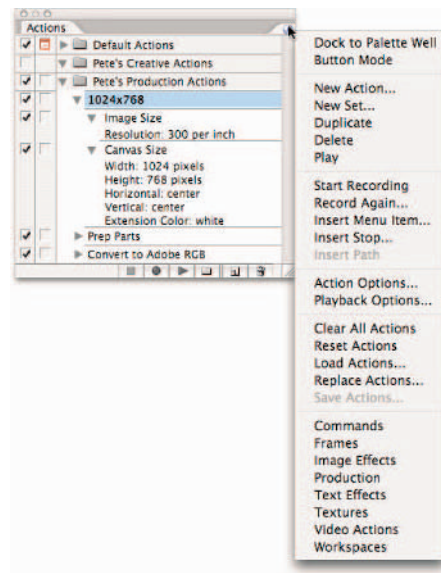 Actions
Default Actions
Pete's Creative Actions
Pete's Production Actions
1024x768
Image Size
Resolution: 300 per inch
Canvas Size
Width: 1024 pixels
Height: 768 pixels
Horizontal: center
Vertical: center
Extension Color: white
Prep Parts
Convert to Adobe RGB
Dock to Palette Well
Button Mode
New Action...
New Set...
Duplicate
Delete
Play
Start Recording
Record Again...
Insert Menu Item...
Insert Stop...
Insert Path
Action Options...
Playback Options...
Clear All Actions
Reset Actions
Load Actions...
Replace Actions...
Save Actions...
Commands
Frames
Image Effects
Production
Text Effects
Textures
Video Actions
Workspaces